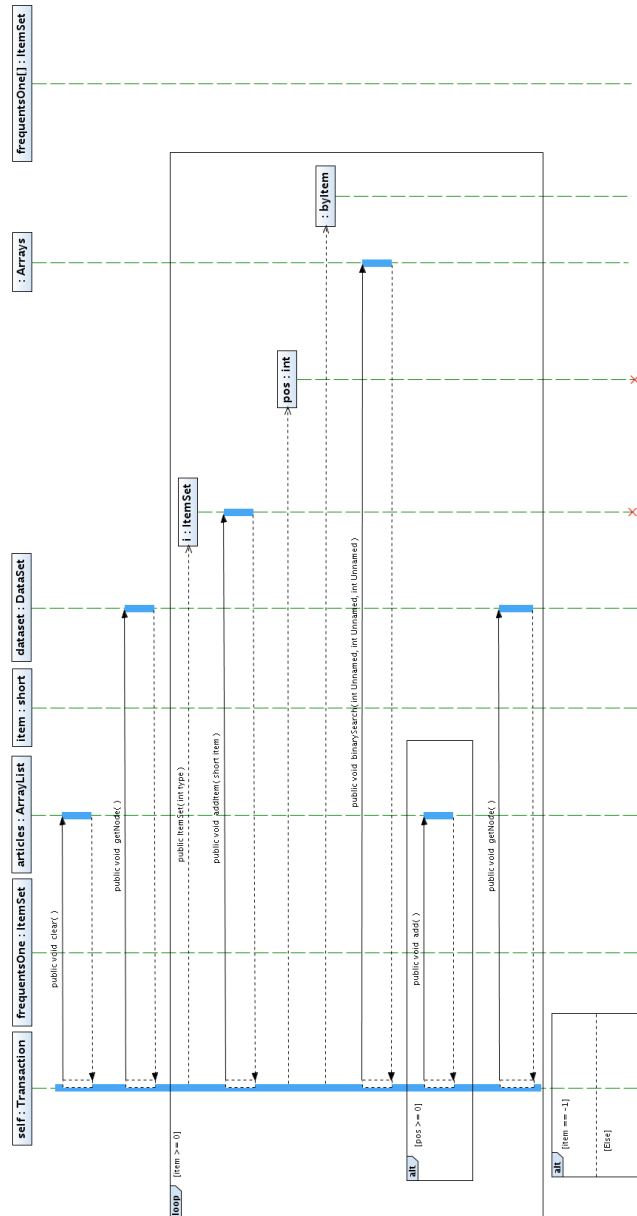 self : Transaction
frequentsOne : ItemSet
articles : ArrayList
item : short
dataset : DataSet
: Arrays
frequentsOne[] : ItemSet
public void clear( )
public void getNode( )
loop
[item >= 0]
public ItemSet( int type )
i : ItemSet
public void addItem( short item )
pos : int
: byItem
public void binarySearch( int Unnamed, int Unnamed, int Unnamed )
alt
[pos >= 0]
public void add( )
public void getNode( )
alt
[item == -1]
[Else]